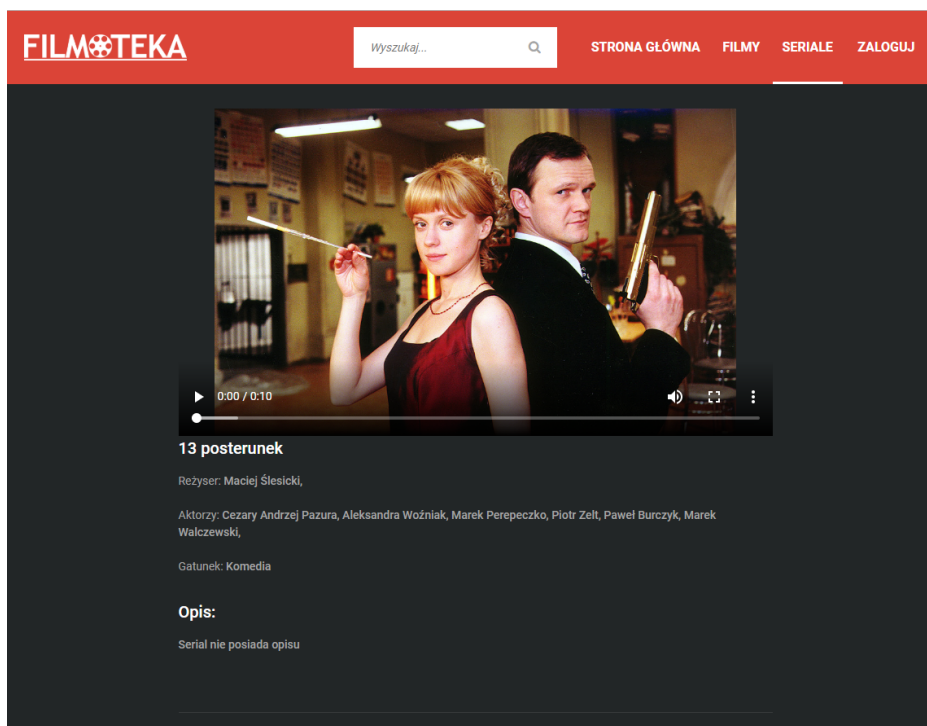 FILMOTEKA
Wyszukaj...
STRONA GŁÓWNA
FILMY
SERIALE
ZALOGUJ
0:00 / 0:10
13 posterunek
Reżyser: Maciej Ślesicki,
Aktorzy: Cezary Andrzej Pazura, Aleksandra Woźniak, Marek Perepeczko, Piotr Zelt, Paweł Burczyk, Marek
Walczewski,
Gatunek: Komedia
Opis:
Serial nie posiada opisu